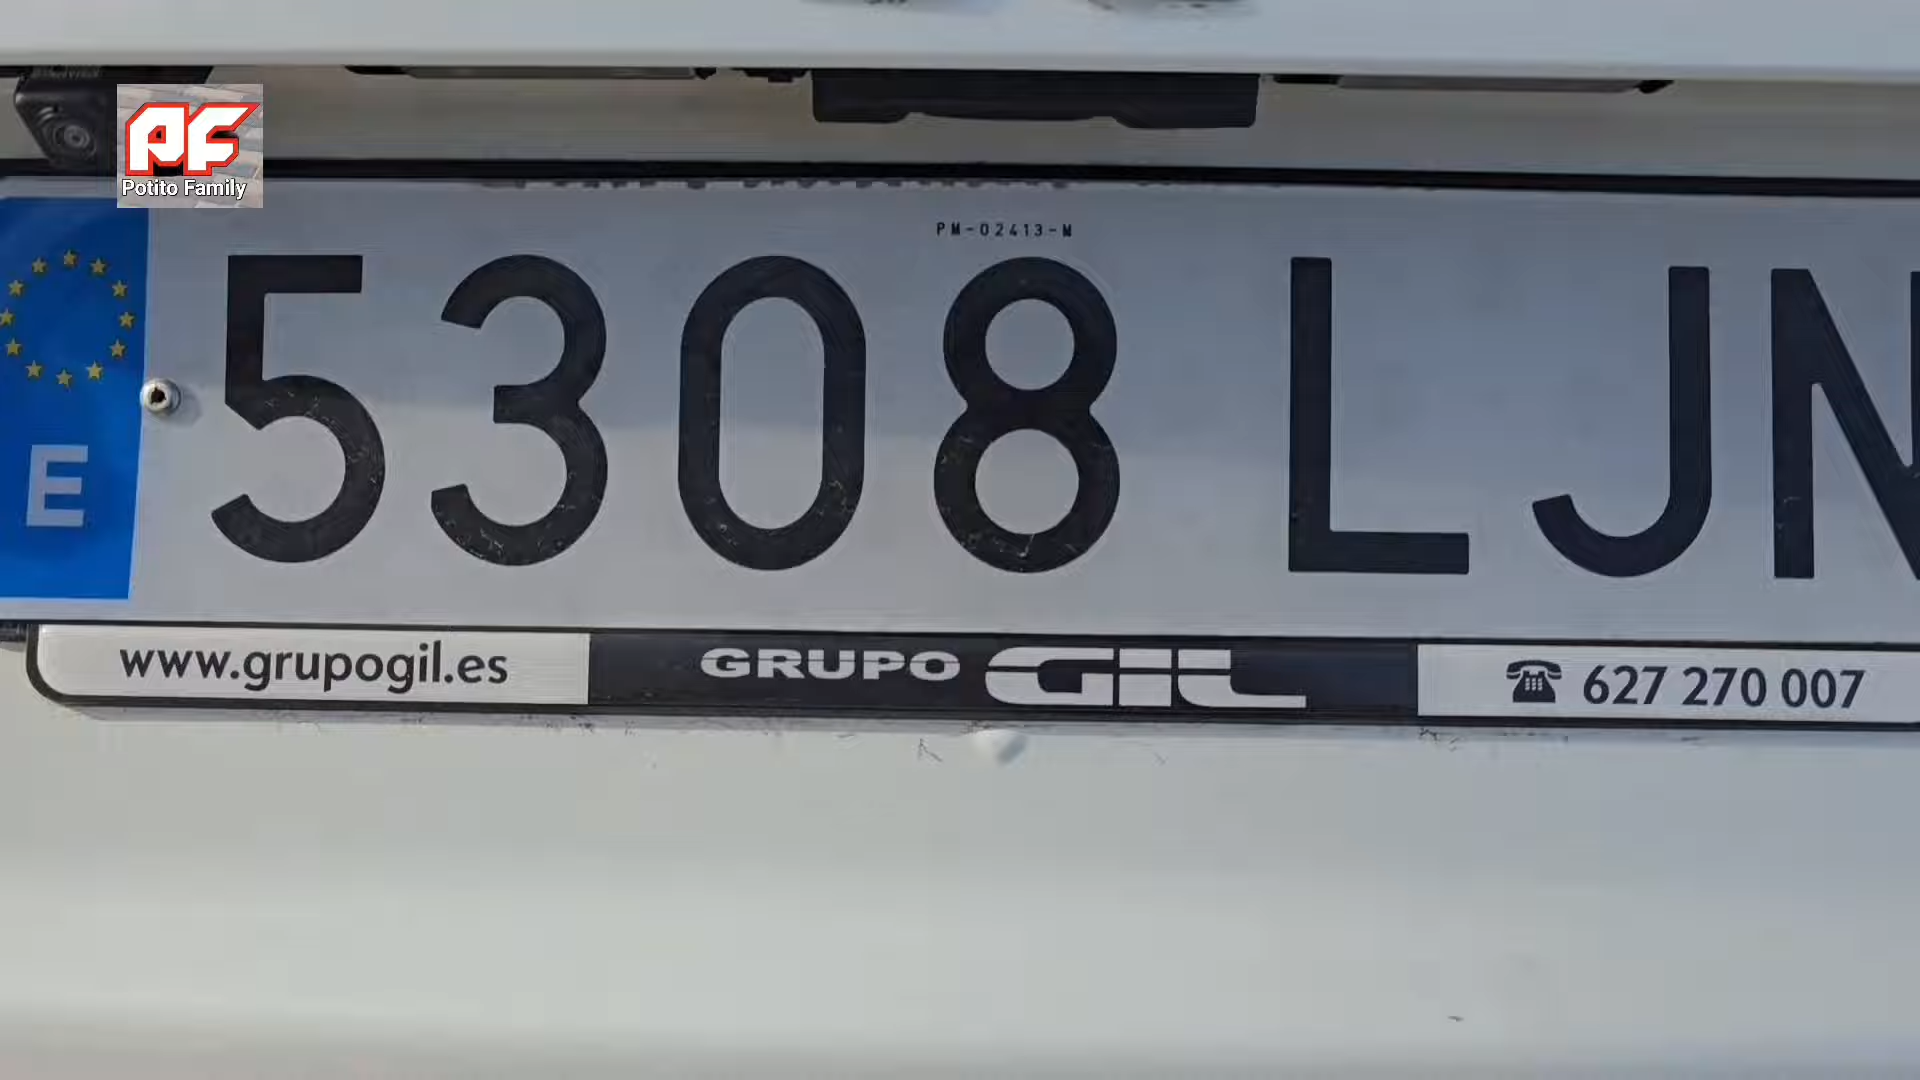 PF
Potito Family
PM-02413-M
E
5308 LJN
www.grupogil.es
GRUPO GIL
627 270 007